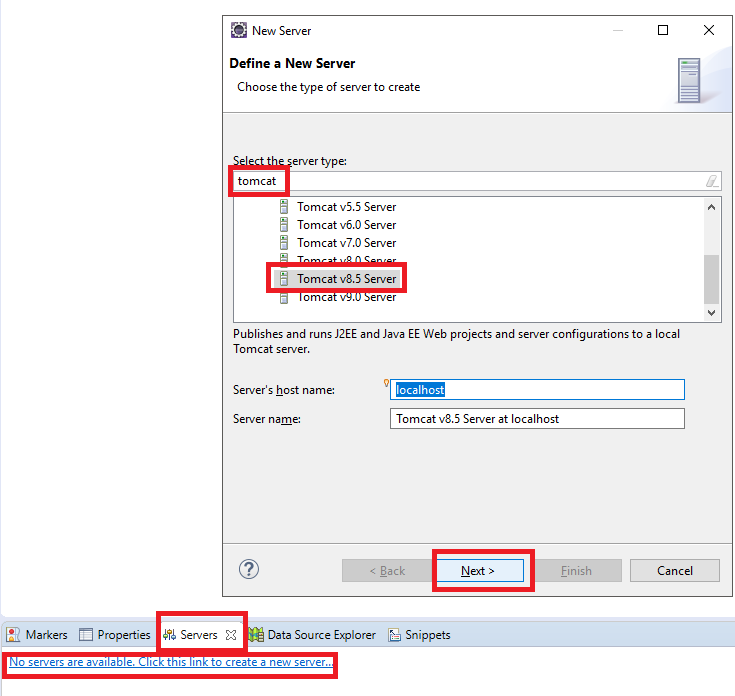 New Server
Define a New Server
Choose the type of server to create
Select the server type:
tomcat
Tomcat v5.5 Server
Tomcat v6.0 Server
Tomcat v7.0 Server
Tomcat v8.0 Server
Tomcat v8.5 Server
Tomcat v9.0 Server
Publishes and runs J2EE and Java EE Web projects and server configurations to a local
Tomcat server.
Server's host name:
localhost
Server name:
Tomcat v8.5 Server at localhost
?
< Back
Next >
Finish
Cancel
Markers
Properties
Servers
Data Source Explorer
Snippets
No servers are available. Click this link to create a new server...